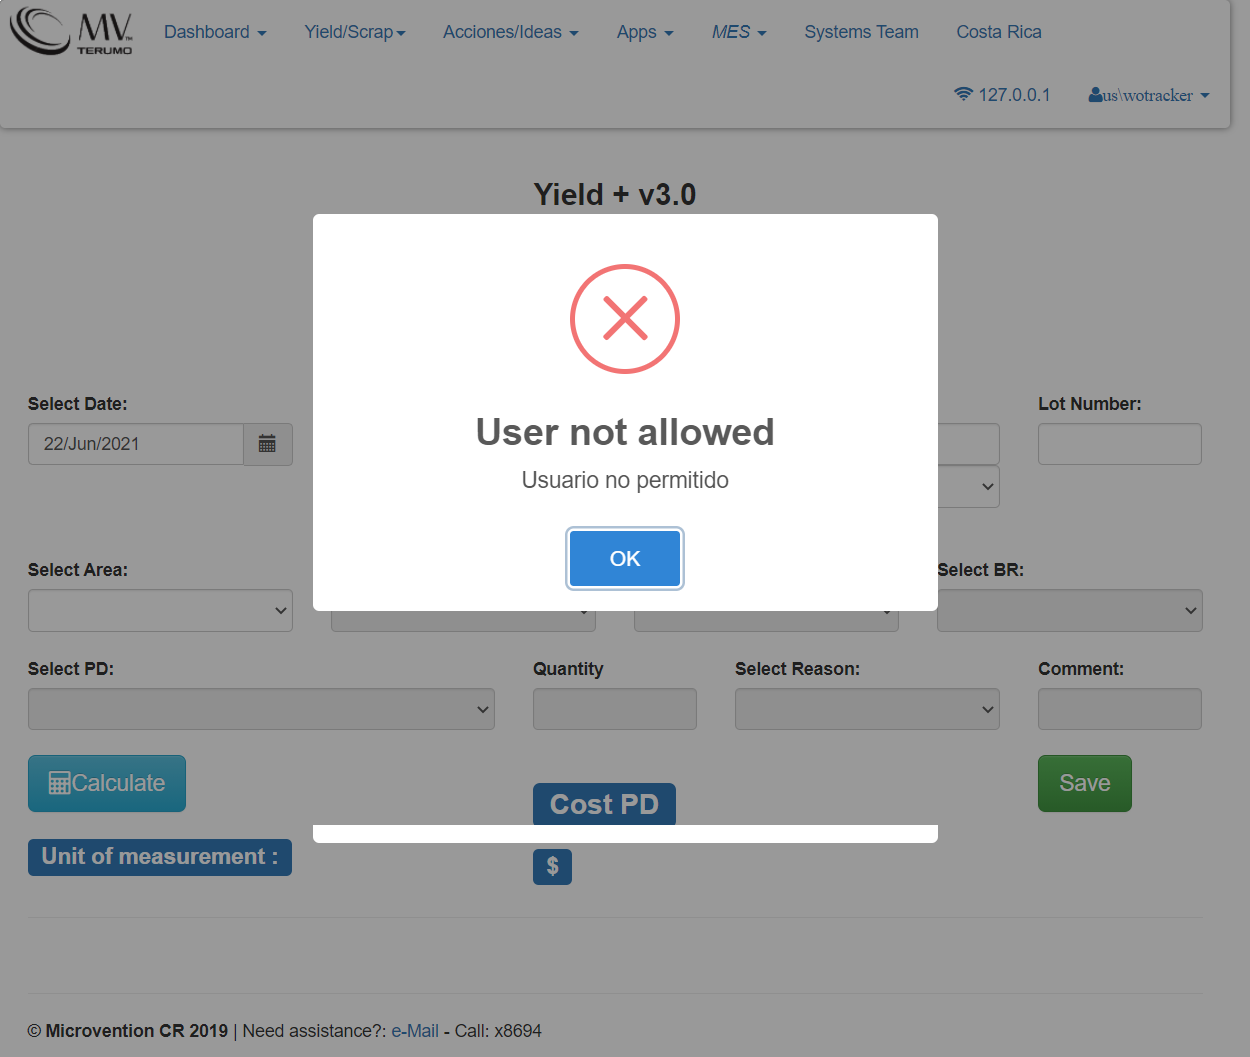 MV™
TERUMO
Dashboard
Yield/Scrap
Acciones/Ideas
Apps
MES
Systems Team
Costa Rica
127.0.0.1
us\wotracker
Yield + v3.0
User not allowed
Usuario no permitido
OK
Select Date:
Lot Number:
22/Jun/2021
Select Area:
Select BR:
Select PD:
Quantity
Select Reason:
Comment:
Calculate
Cost PD
Save
Unit of measurement :
$
© Microvention CR 2019 | Need assistance?: e-Mail - Call: x8694